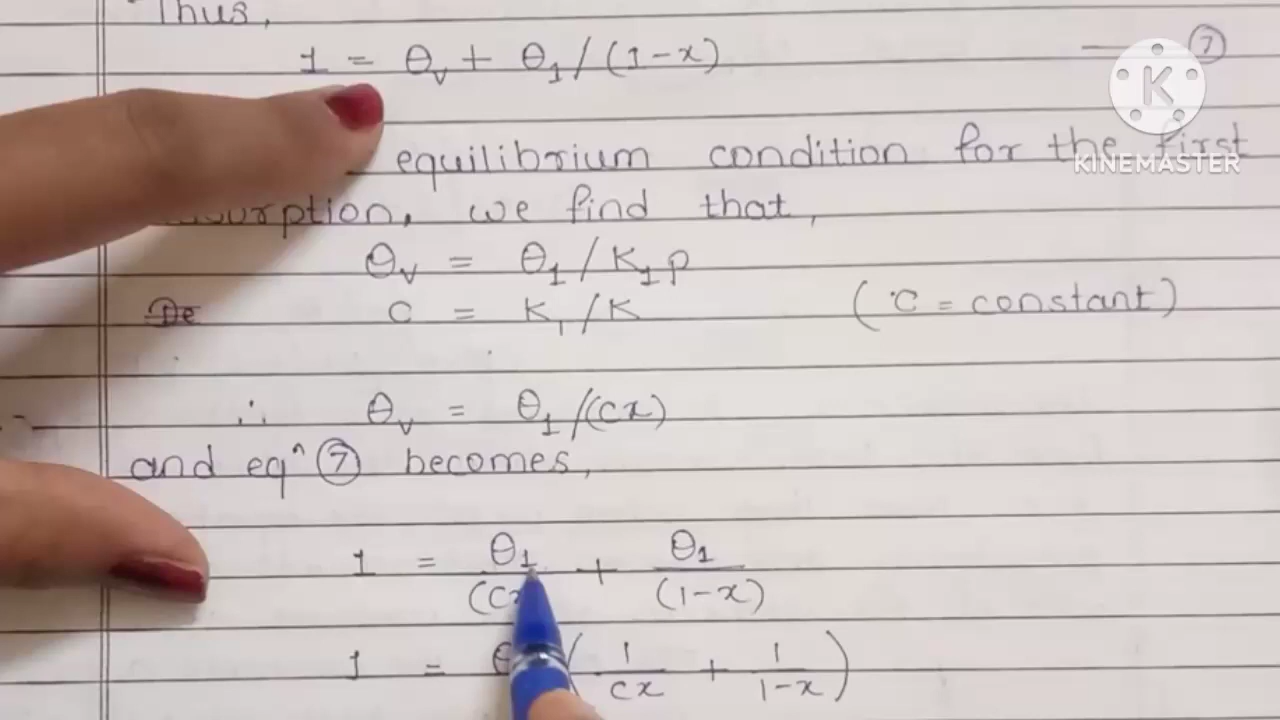 Thus,
1 = θv + θ1 / (1-x) — ⑦
KINEMASTER
equilibrium condition for the first
we find that,
θv = θ1 / K1p
De c = K1 / K (c = constant)
∴ θv = θ1 / (cx)
and eqⁿ ⑦ becomes,
1 = θ1 / (cx) + θ1 / (1-x)
1 = ( 1 / cx + 1 / 1-x )